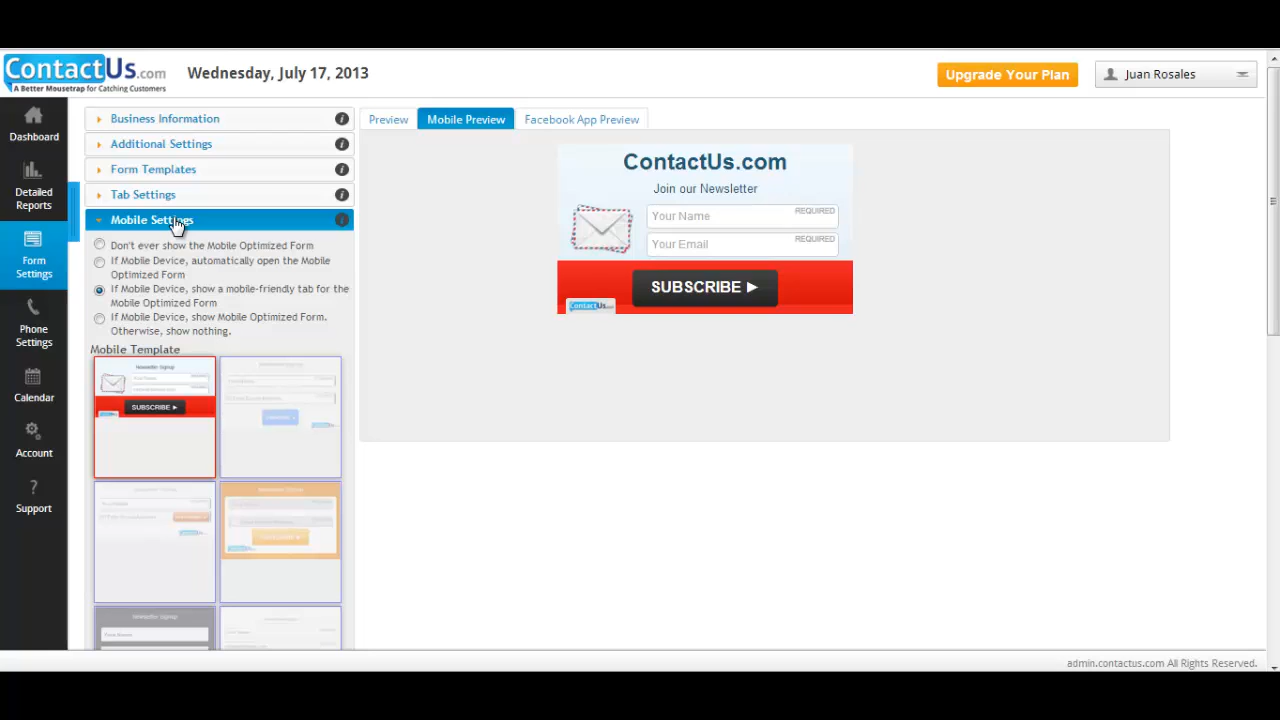 ContactUs.com
A Better Mousetrap for Catching Customers
Wednesday, July 17, 2013
Upgrade Your Plan
Juan Rosales
Dashboard
Detailed
Reports
Form
Settings
Phone
Settings
Calendar
Account
Support
Business Information
Additional Settings
Form Templates
Tab Settings
Mobile Settings
Don't ever show the Mobile Optimized Form
If Mobile Device, automatically open the Mobile
Optimized Form
If Mobile Device, show a mobile-friendly tab for the
Mobile Optimized Form
If Mobile Device, show Mobile Optimized Form.
Otherwise, show nothing.
Mobile Template
Newsletter Signup
SUBSCRIBE
Preview
Mobile Preview
Facebook App Preview
ContactUs.com
Join our Newsletter
Your Name
REQUIRED
Your Email
REQUIRED
SUBSCRIBE
ContactUs
admin.contactus.com All Rights Reserved.